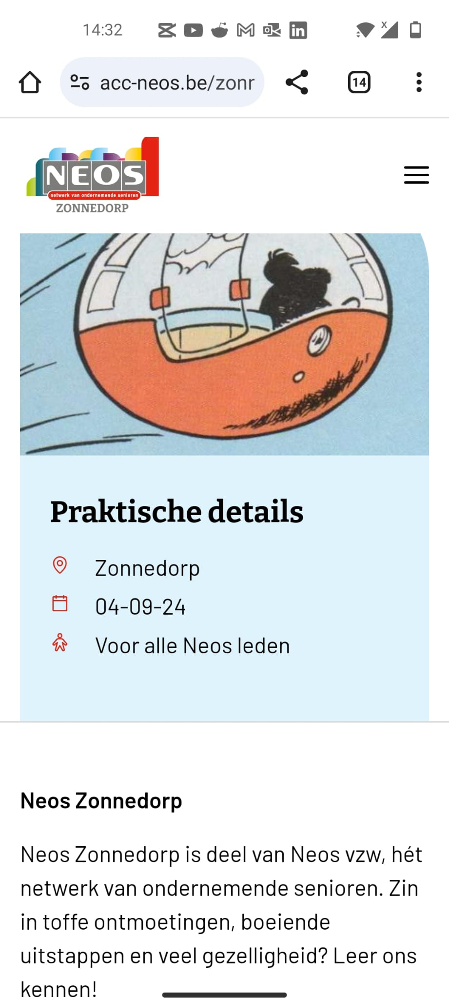 14:32
acc-neos.be/zonr
14
NEOS
netwerk van ondernemende senioren
ZONNEDORP
Praktische details
Zonnedorp
04-09-24
Voor alle Neos leden
Neos Zonnedorp
Neos Zonnedorp is deel van Neos vzw, hét
netwerk van ondernemende senioren. Zin
in toffe ontmoetingen, boeiende
uitstappen en veel gezelligheid? Leer ons
kennen!